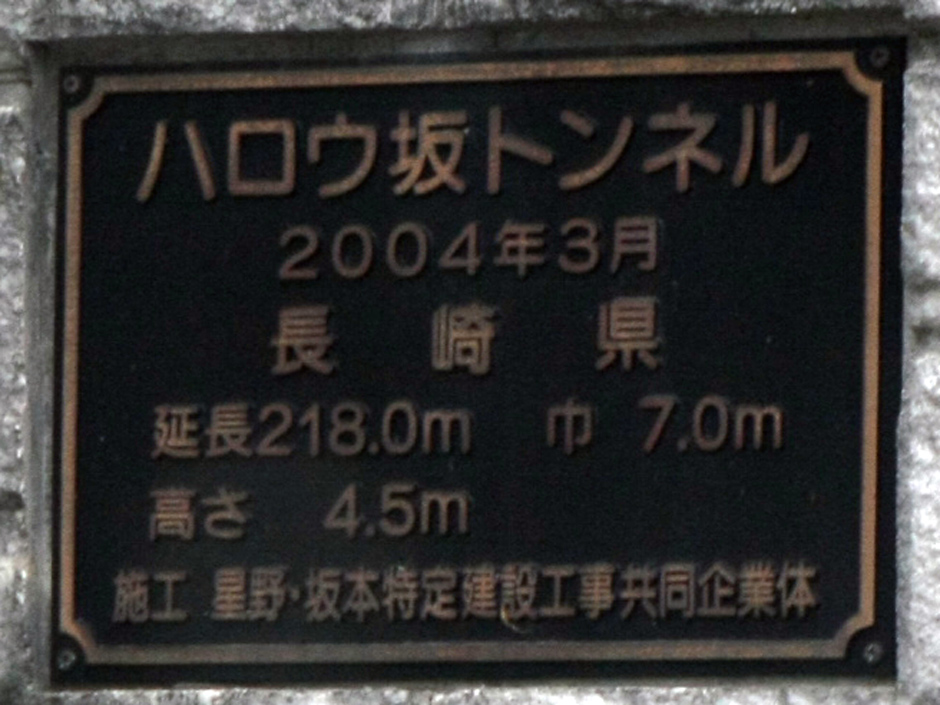 ハロウ坂トンネル
2004年3月
長崎県
延長218.0m 巾 7.0m
高さ 4.5m
施工 星野・坂本特定建設工事共同企業体